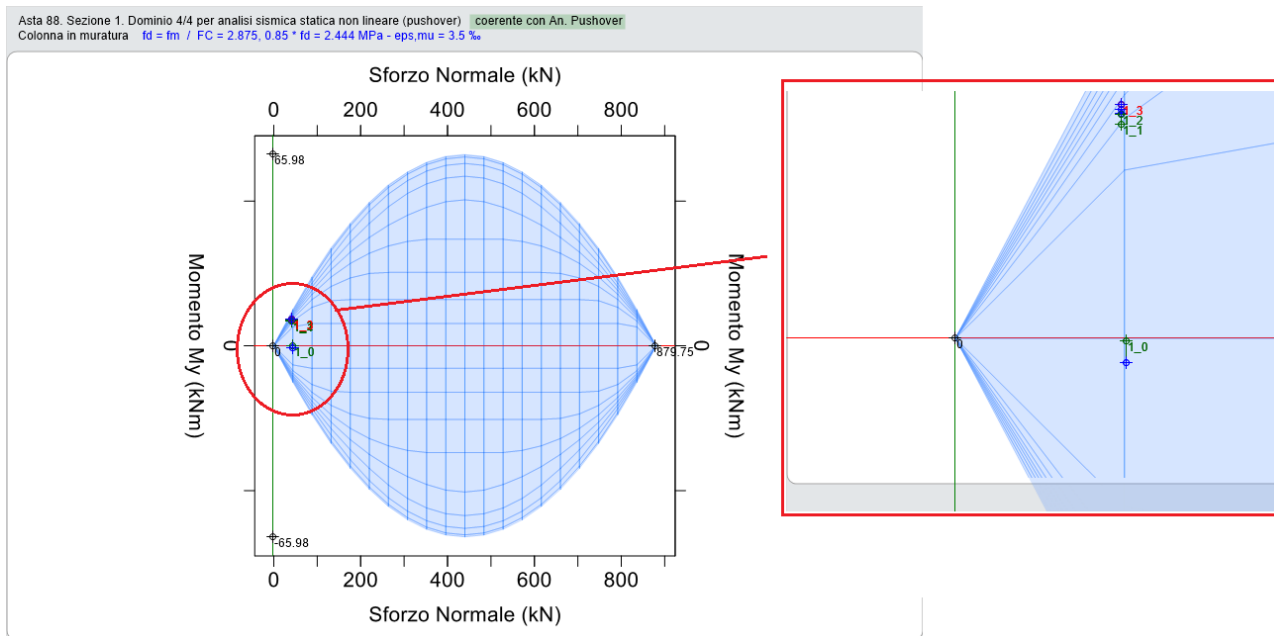 Asta 88. Sezione 1. Dominio 4/4 per analisi sismica statica non lineare (pushover) coerente con An. Pushover
Colonna in muratura fd = fm / FC = 2.875, 0.85 * fd = 2.444 MPa - eps,mu = 3.5 ‰
Sforzo Normale (kN)
0 200 400 600 800
65.98
1_3
1_2
1_1
Momento My (kNm)
0
0
1_0
879.75
0
Momento My (kNm)
0
1_0
-65.98
0 200 400 600 800
Sforzo Normale (kN)